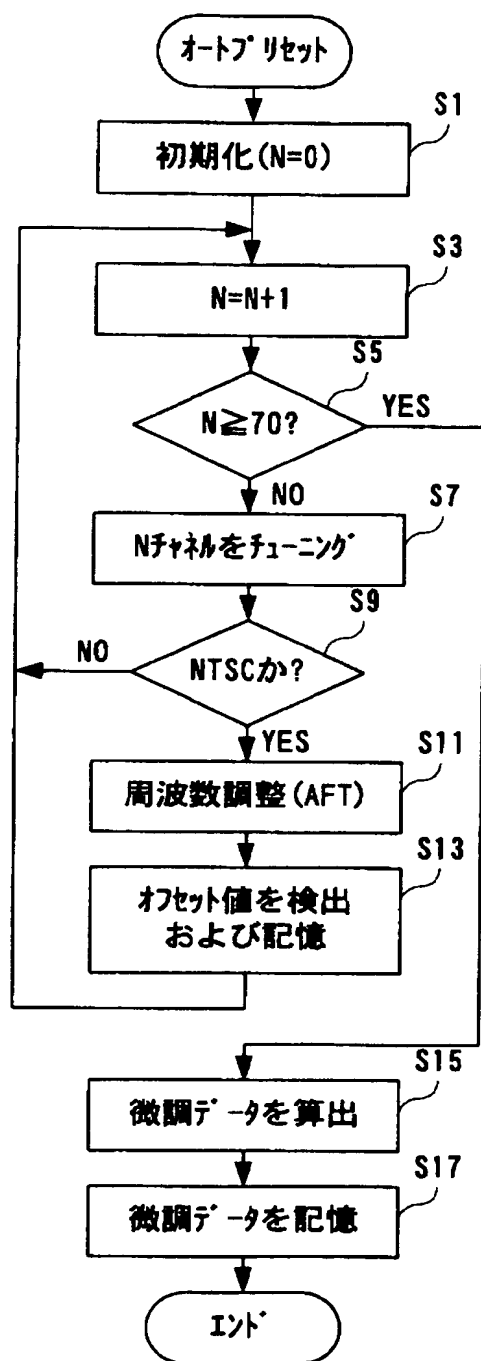 ｵｰﾄﾌﾟﾘｾｯﾄ
S1
初期化(N=0)
S3
N=N+1
S5
N≧70?
YES
NO
S7
Nﾁｬﾈﾙをﾁｭｰﾆﾝｸﾞ
S9
NO
NTSCか?
YES
S11
周波数調整(AFT)
S13
ｵﾌｾｯﾄ値を検出
および記憶
S15
微調ﾃﾞｰﾀを算出
S17
微調ﾃﾞｰﾀを記憶
ｴﾝﾄﾞ